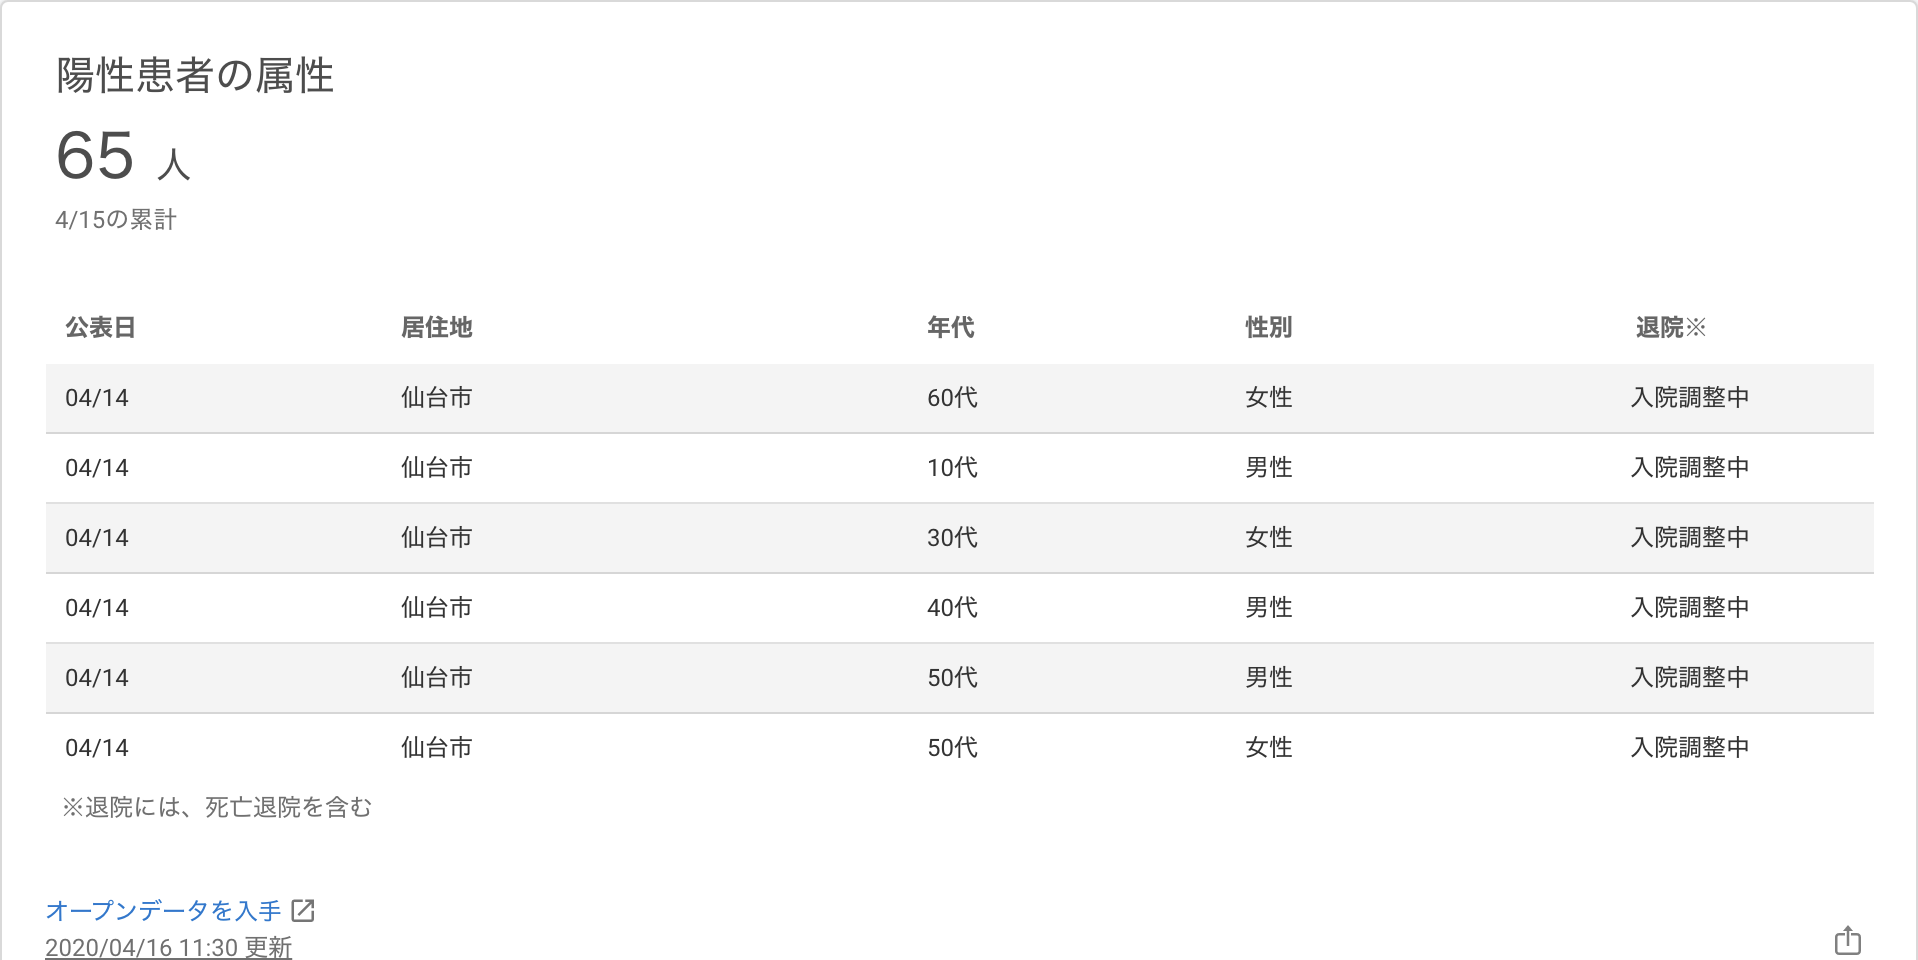 陽性患者の属性
65 人
4/15の累計
公表日 居住地 年代 性別 退院※
04/14 仙台市 60代 女性 入院調整中
04/14 仙台市 10代 男性 入院調整中
04/14 仙台市 30代 女性 入院調整中
04/14 仙台市 40代 男性 入院調整中
04/14 仙台市 50代 男性 入院調整中
04/14 仙台市 50代 女性 入院調整中
※退院には、死亡退院を含む
オープンデータを入手
2020/04/16 11:30 更新